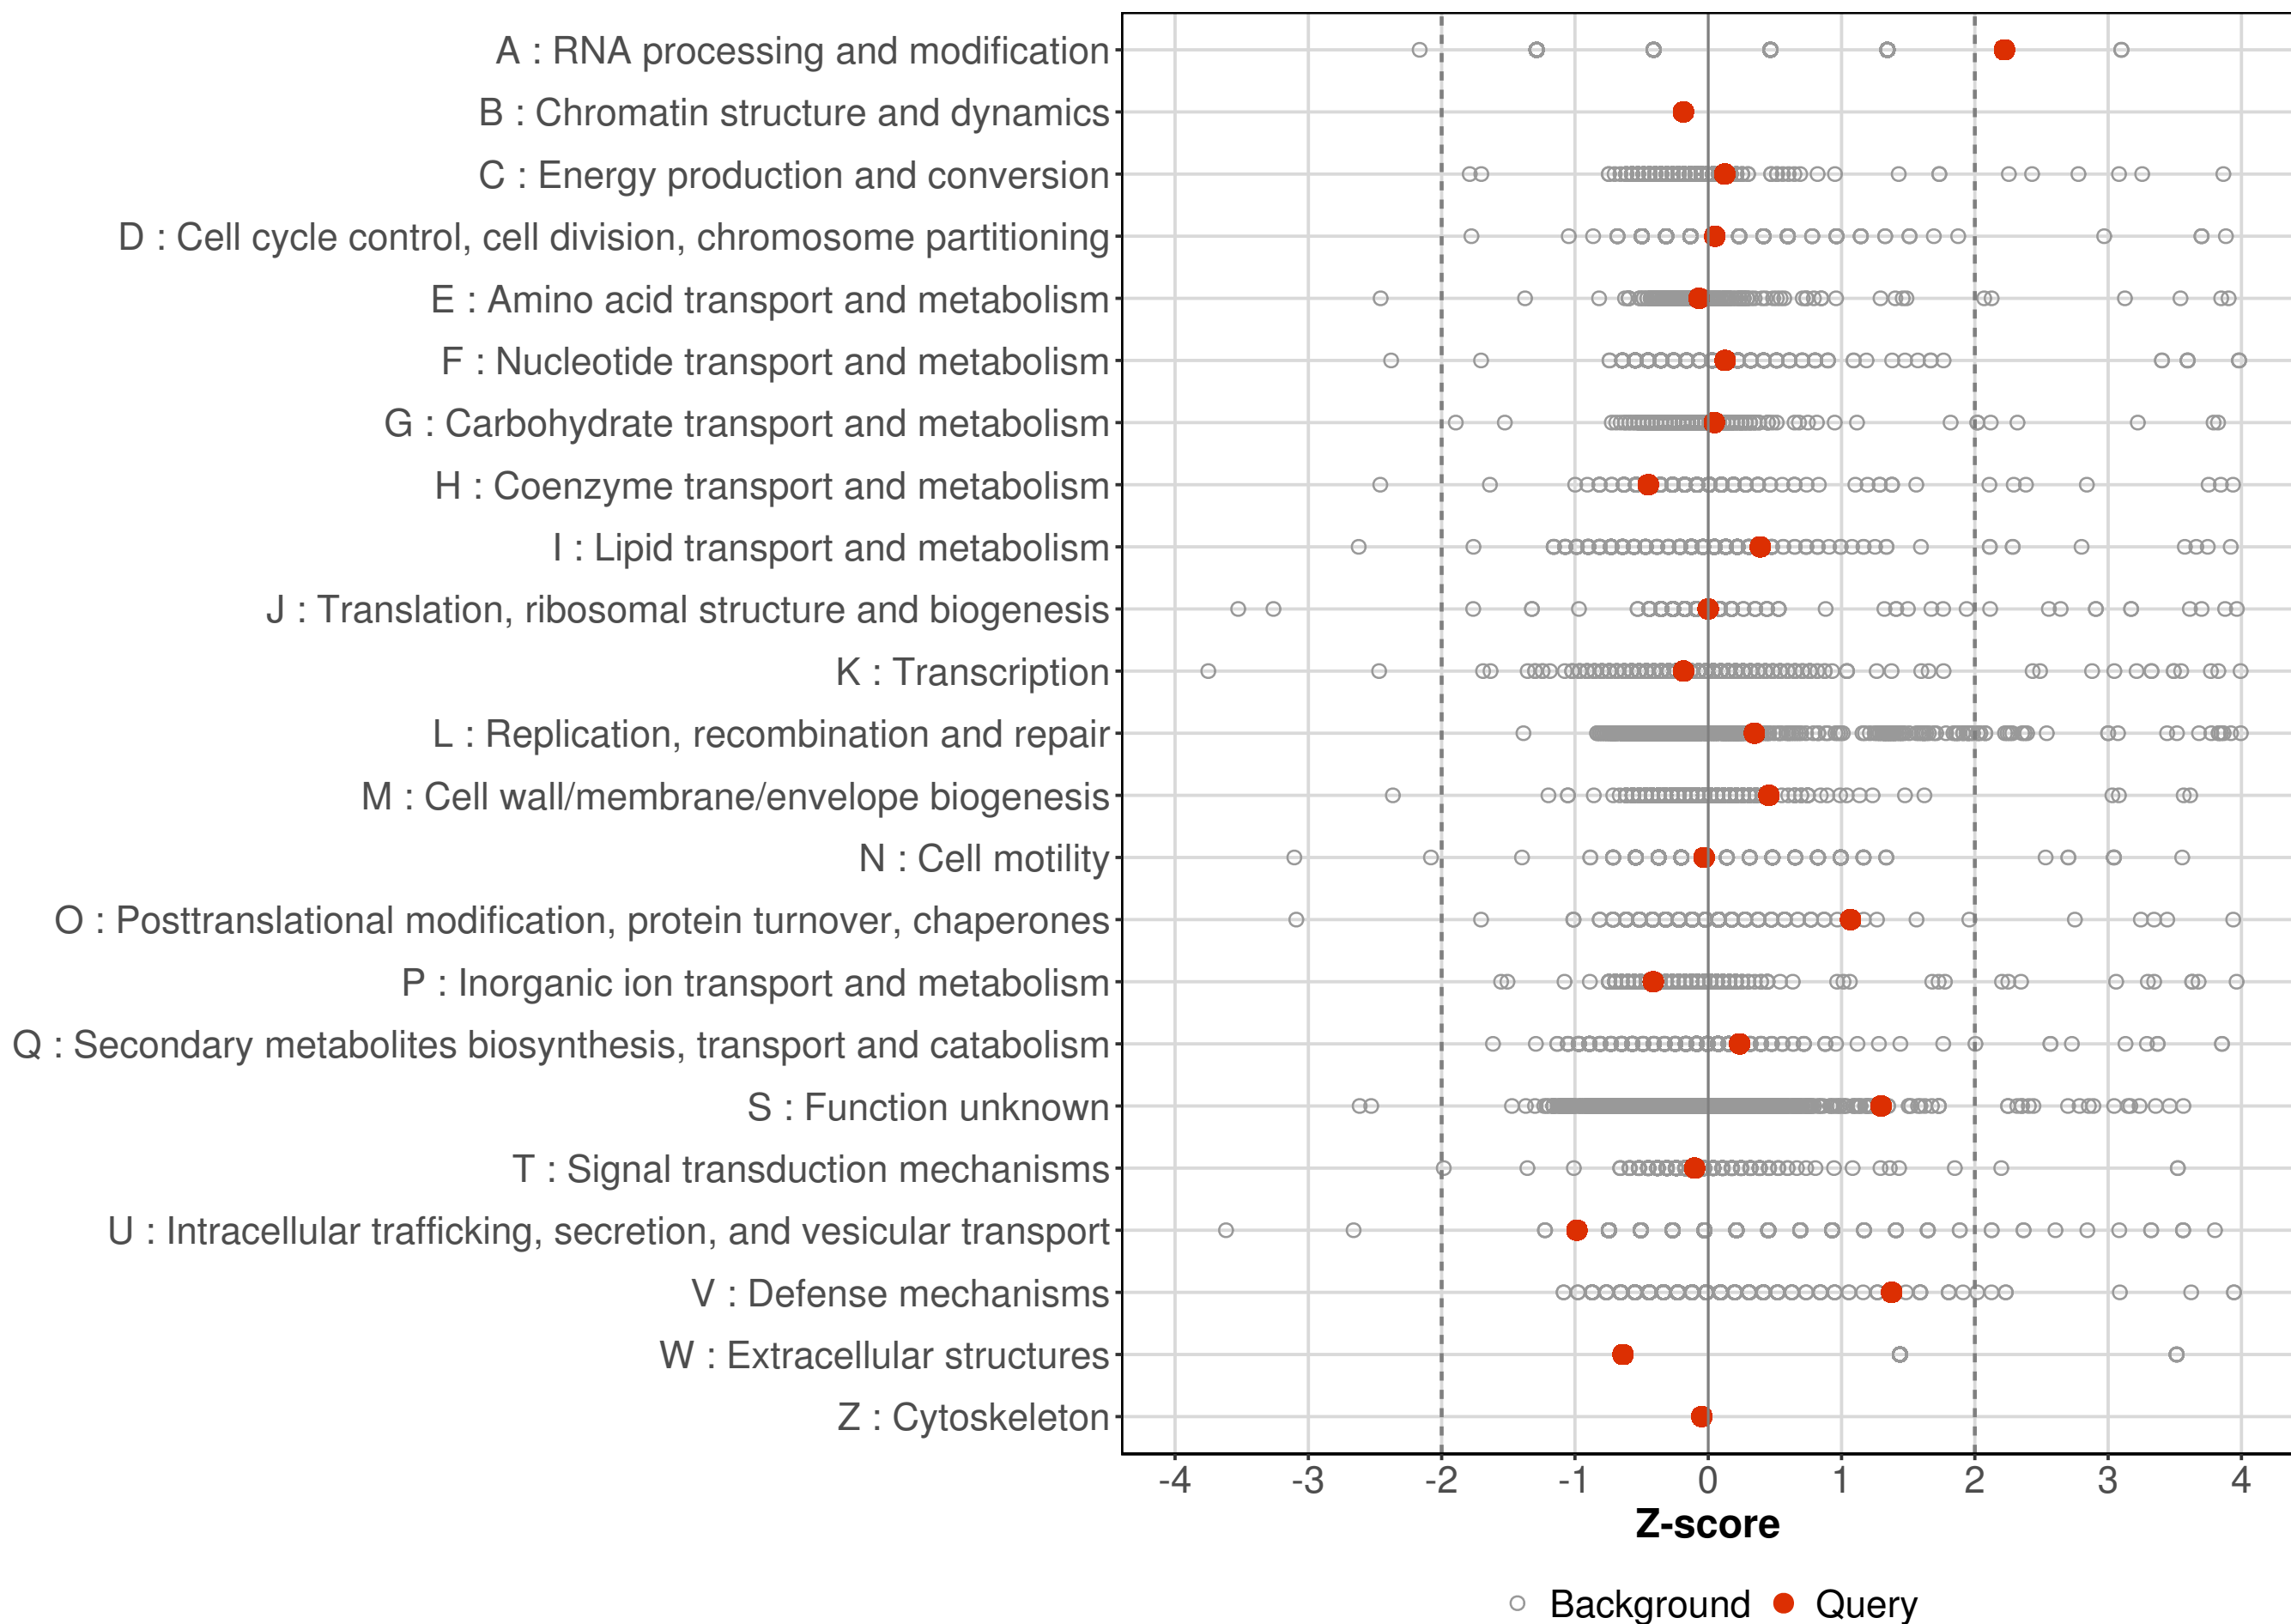 A : RNA processing and modification
B : Chromatin structure and dynamics
C : Energy production and conversion
D : Cell cycle control, cell division, chromosome partitioning
E : Amino acid transport and metabolism
F : Nucleotide transport and metabolism
G : Carbohydrate transport and metabolism
H : Coenzyme transport and metabolism
I : Lipid transport and metabolism
J : Translation, ribosomal structure and biogenesis
K : Transcription
L : Replication, recombination and repair
M : Cell wall/membrane/envelope biogenesis
N : Cell motility
O : Posttranslational modification, protein turnover, chaperones
P : Inorganic ion transport and metabolism
Q : Secondary metabolites biosynthesis, transport and catabolism
S : Function unknown
T : Signal transduction mechanisms
U : Intracellular trafficking, secretion, and vesicular transport
V : Defense mechanisms
W : Extracellular structures
Z : Cytoskeleton
-4 -3 -2 -1 0 1 2 3 4
Z-score
Background Query